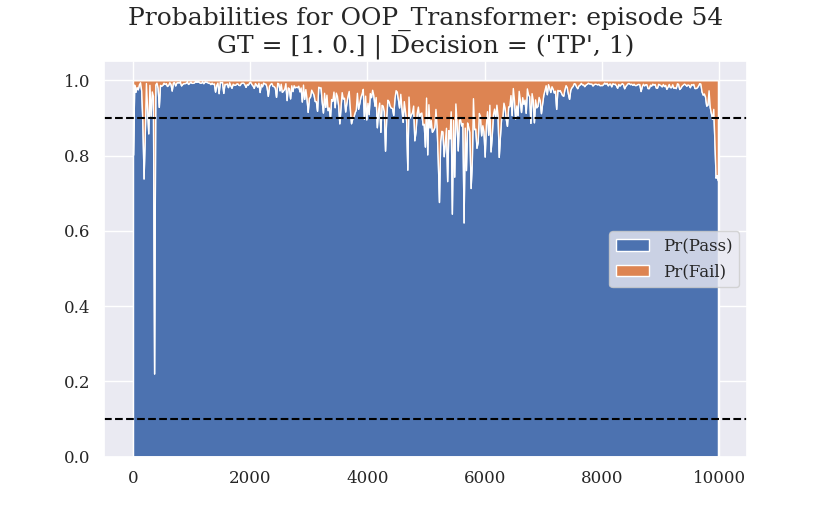 Probabilities for OOP_Transformer: episode 54
GT = [1. 0.] | Decision = ('TP', 1)
1.0
0.8
0.6
0.4
0.2
0.0
Pr(Pass)
Pr(Fail)
0 2000 4000 6000 8000 10000